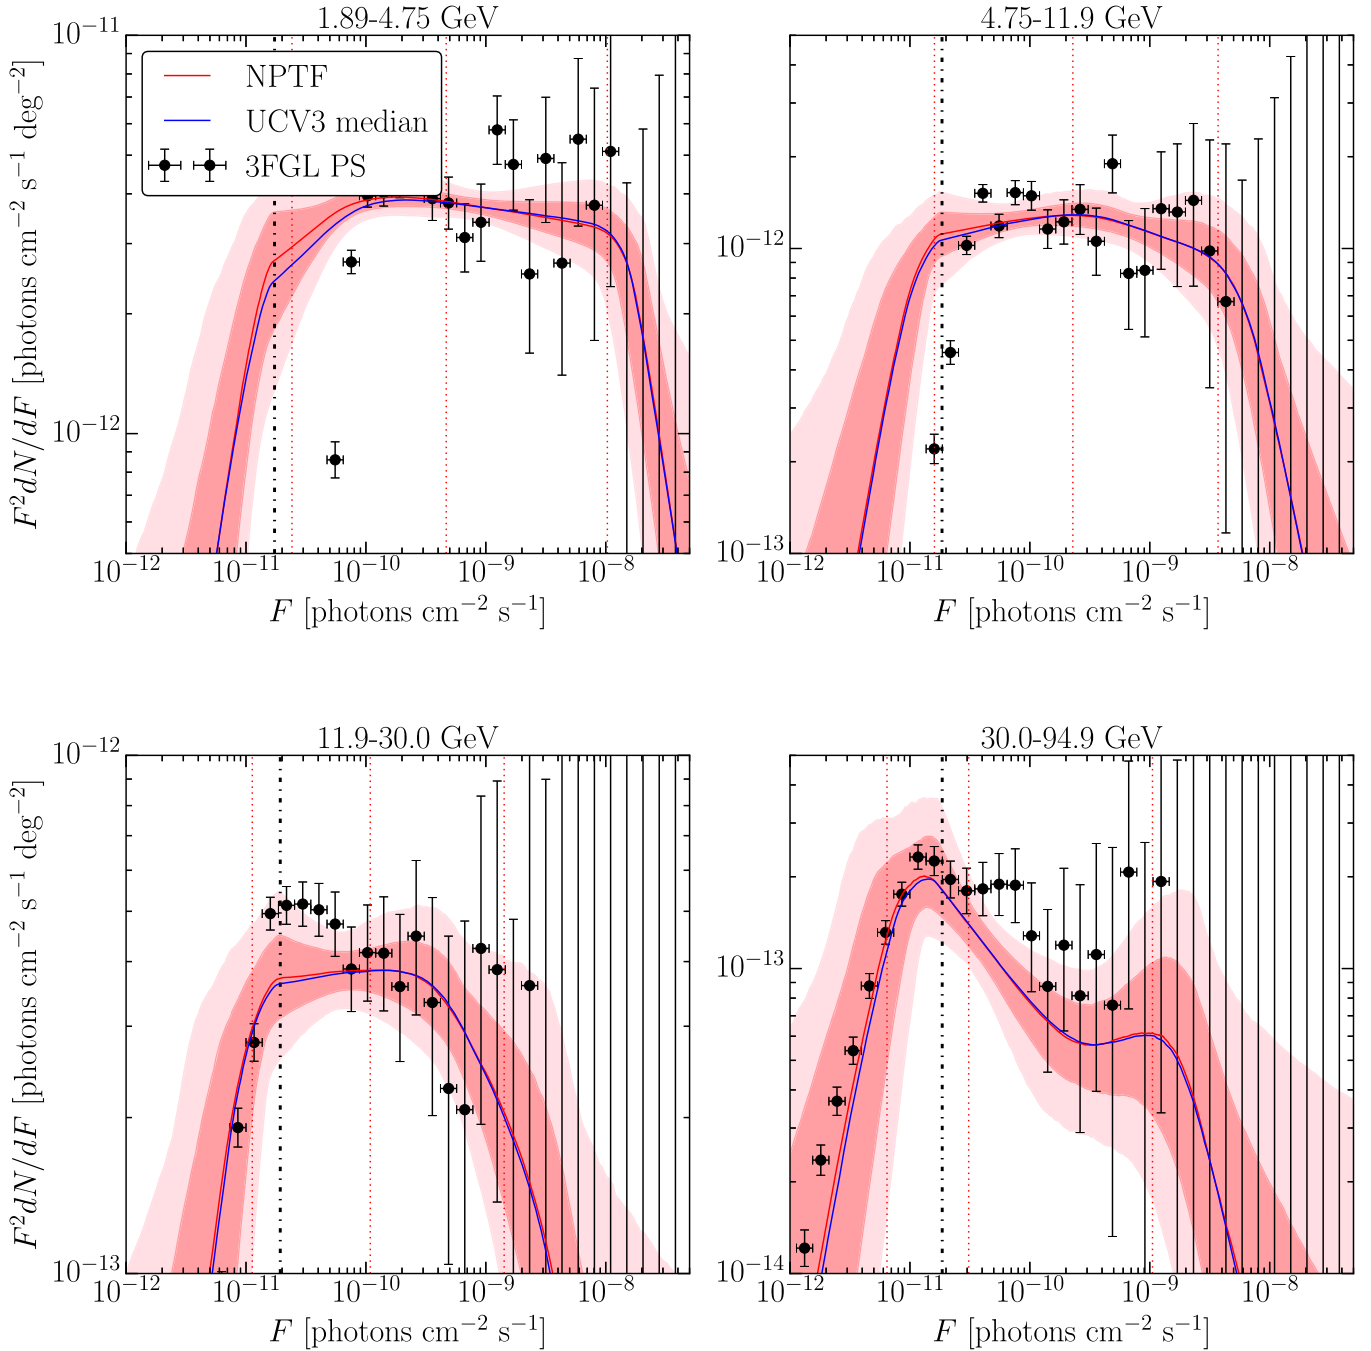 1.89-4.75 GeV
4.75-11.9 GeV
NPTF
UCV3 median
3FGL PS
F²dN/dF [photons cm⁻² s⁻¹ deg⁻²]
10⁻¹¹
10⁻¹²
10⁻¹² 10⁻¹¹ 10⁻¹⁰ 10⁻⁹ 10⁻⁸
F [photons cm⁻² s⁻¹]
10⁻¹²
10⁻¹³
10⁻¹² 10⁻¹¹ 10⁻¹⁰ 10⁻⁹ 10⁻⁸
F [photons cm⁻² s⁻¹]
11.9-30.0 GeV
30.0-94.9 GeV
F²dN/dF [photons cm⁻² s⁻¹ deg⁻²]
10⁻¹²
10⁻¹³
10⁻¹² 10⁻¹¹ 10⁻¹⁰ 10⁻⁹ 10⁻⁸
F [photons cm⁻² s⁻¹]
10⁻¹³
10⁻¹⁴
10⁻¹² 10⁻¹¹ 10⁻¹⁰ 10⁻⁹ 10⁻⁸
F [photons cm⁻² s⁻¹]